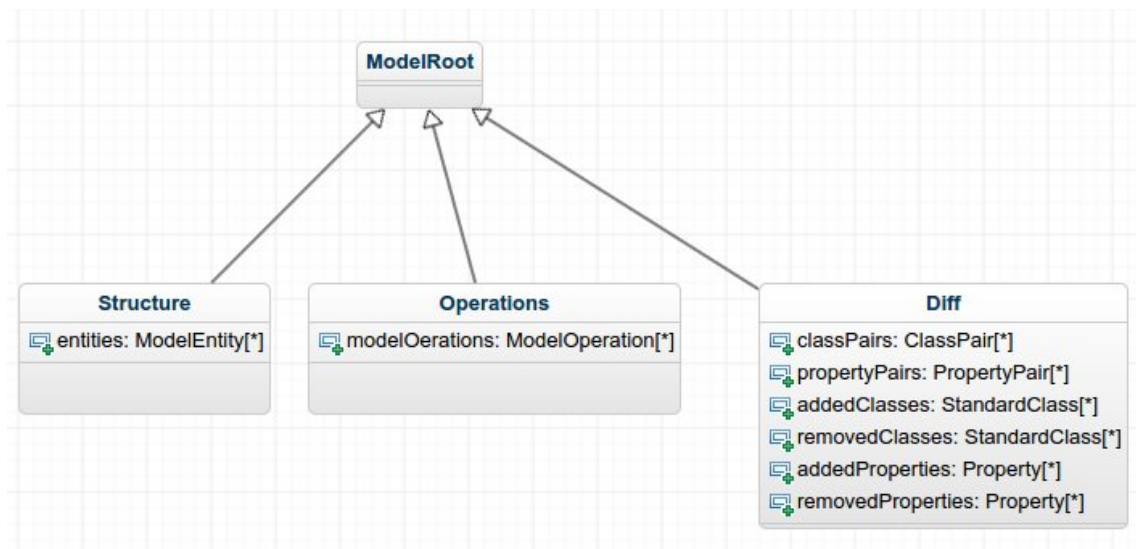 ModelRoot
Structure
entities: ModelEntity[*]
Operations
modelOerations: ModelOperation[*]
Diff
classPairs: ClassPair[*]
propertyPairs: PropertyPair[*]
addedClasses: StandardClass[*]
removedClasses: StandardClass[*]
addedProperties: Property[*]
removedProperties: Property[*]